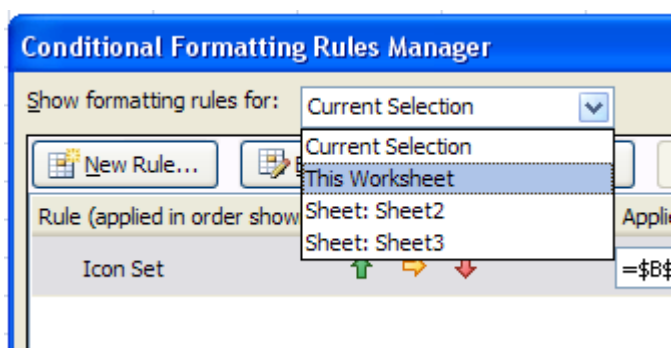 Conditional Formatting Rules Manager
Show formatting rules for: Current Selection
Current Selection
New Rule... This Worksheet
Rule (applied in order show Sheet: Sheet2 Appli
Sheet: Sheet3
Icon Set =$B$